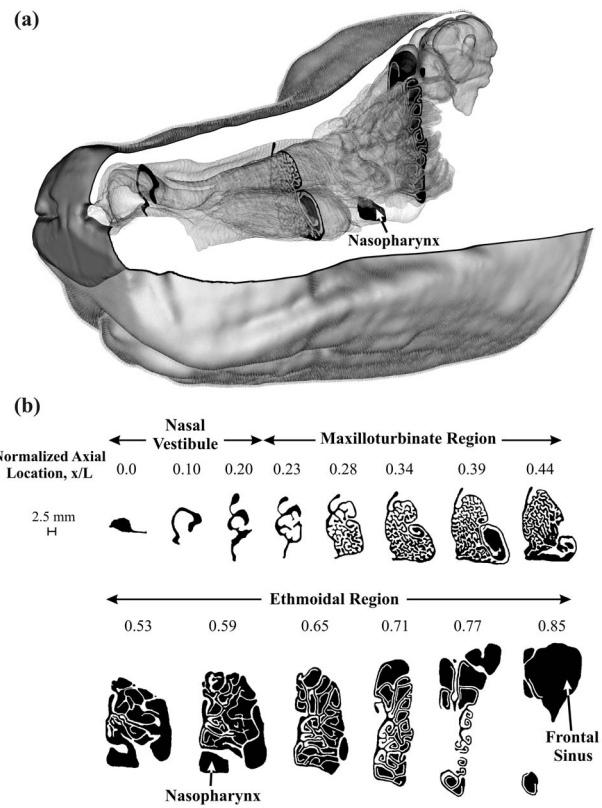 (a)
Nasopharynx
(b)
Nasal
Vestibule
Maxilloturbinate Region
Normalized Axial
Location, x/L
0.0 0.10 0.20 0.23 0.28 0.34 0.39 0.44
2.5 mm
Ethmoidal Region
0.53 0.59 0.65 0.71 0.77 0.85
Frontal
Sinus
Nasopharynx